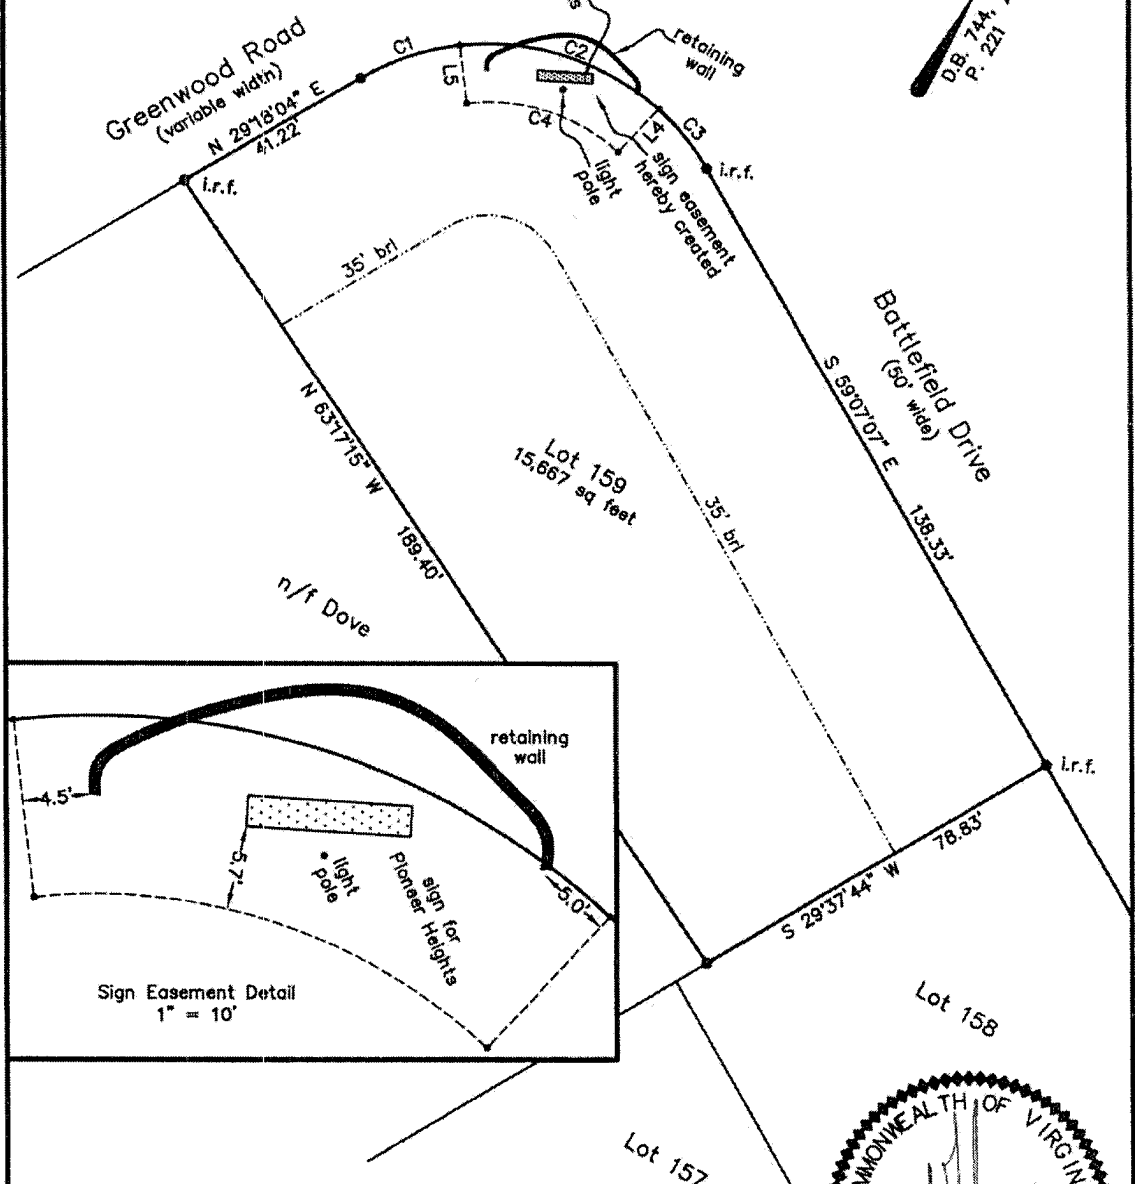 Greenwood Road
(variable width)
N 29°18'04" E
41.22'
C1
C2
L5
C4
L4
C3
retaining
wall
D.B. 744,
P. 221
i.r.f.
i.r.f.
light
pole
sign easement
hereby created
35' brl
Battlefield Drive
(50' wide)
S 59°07'07" E
138.33'
N 63°17'15" W
189.40'
Lot 159
15,667 sq feet
35' brl
n/f Dove
retaining
wall
4.5'
5.7'
light
pole
sign for
Pioneer Heights
5.0'
Sign Easement Detail
1" = 10'
i.r.f.
78.83'
S 29°37'44" W
Lot 158
Lot 157
MMONWEALTH OF VIRGIN